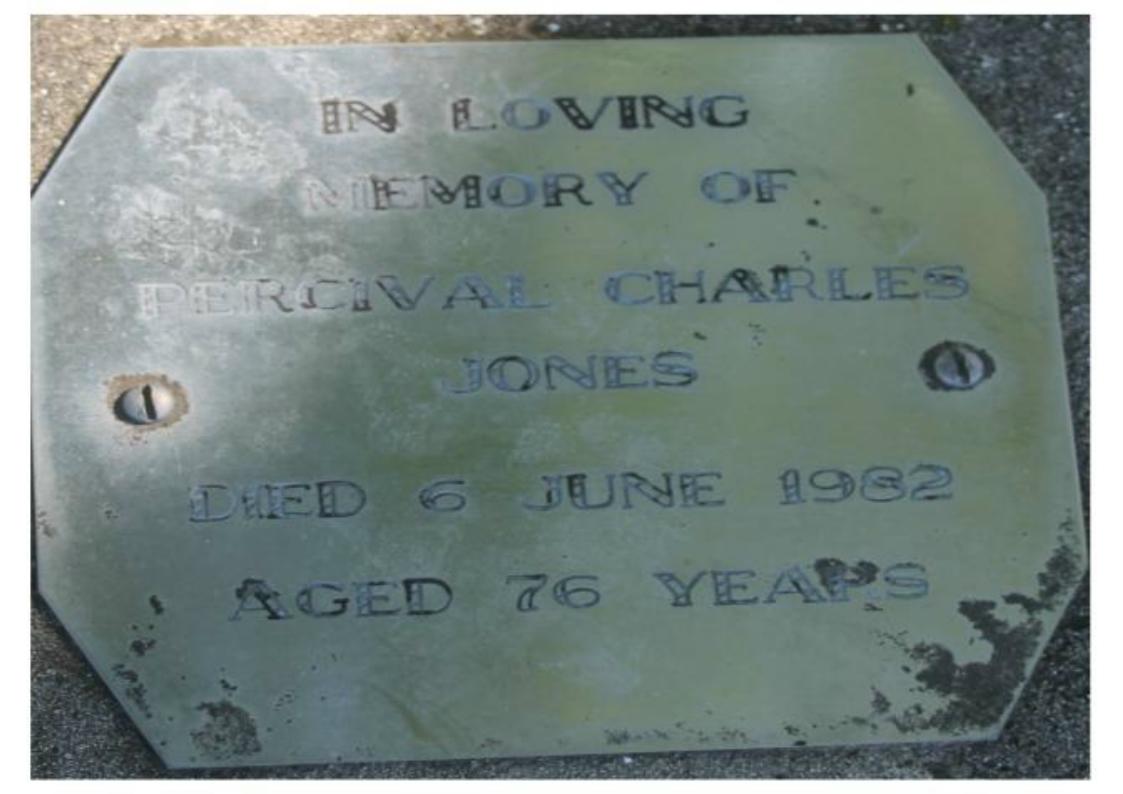 IN LOVING
MEMORY OF
PERCIVAL CHARLES
JONES
DIED 6 JUNE 1982
AGED 76 YEARS